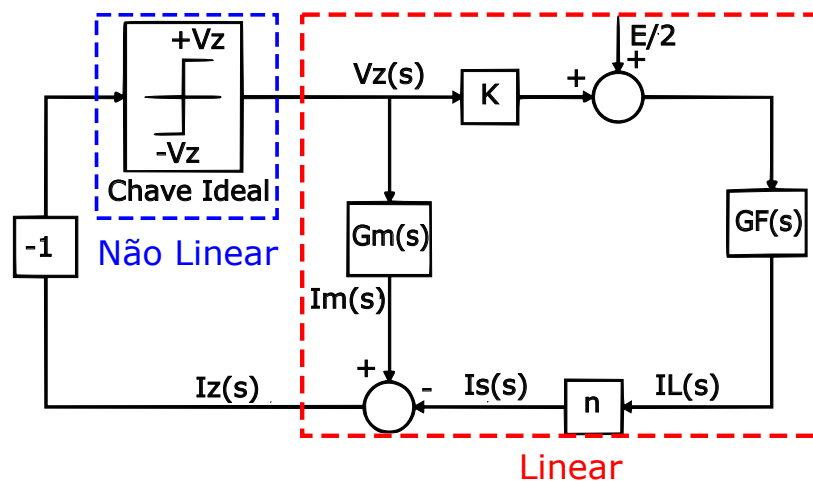 +Vz
-Vz
Chave Ideal
Não Linear
-1
Vz(s)
K
+
E/2
+
GF(s)
Gm(s)
Im(s)
+
-
Iz(s)
Is(s)
n
IL(s)
Linear